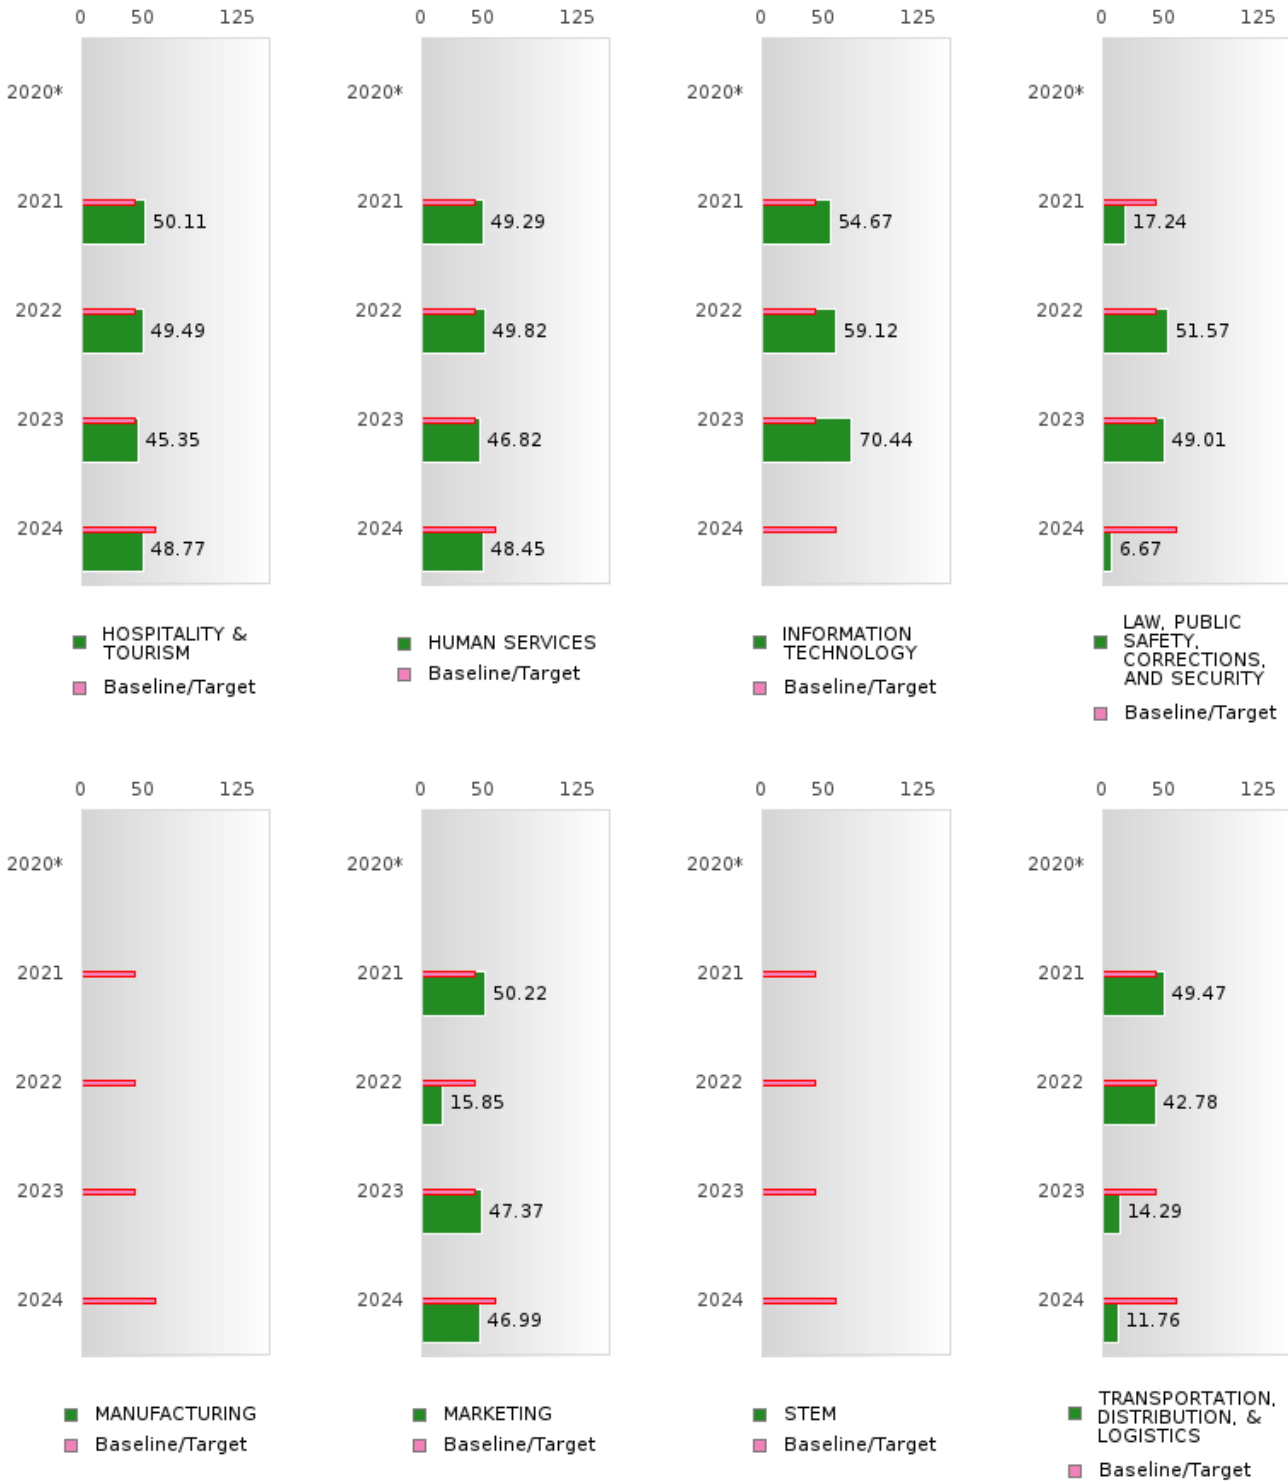 0 50 125
2020*
2021
50.11
2022
49.49
2023
45.35
2024
48.77
HOSPITALITY &
TOURISM
Baseline/Target
0 50 125
2020*
2021
49.29
2022
49.82
2023
46.82
2024
48.45
HUMAN SERVICES
Baseline/Target
0 50 125
2020*
2021
54.67
2022
59.12
2023
70.44
2024
INFORMATION
TECHNOLOGY
Baseline/Target
0 50 125
2020*
2021
17.24
2022
51.57
2023
49.01
2024
6.67
LAW, PUBLIC
SAFETY,
CORRECTIONS,
AND SECURITY
Baseline/Target
0 50 125
2020*
2021
2022
2023
2024
MANUFACTURING
Baseline/Target
0 50 125
2020*
2021
50.22
2022
15.85
2023
47.37
2024
46.99
MARKETING
Baseline/Target
0 50 125
2020*
2021
2022
2023
2024
STEM
Baseline/Target
0 50 125
2020*
2021
49.47
2022
42.78
2023
14.29
2024
11.76
TRANSPORTATION,
DISTRIBUTION, &
LOGISTICS
Baseline/Target